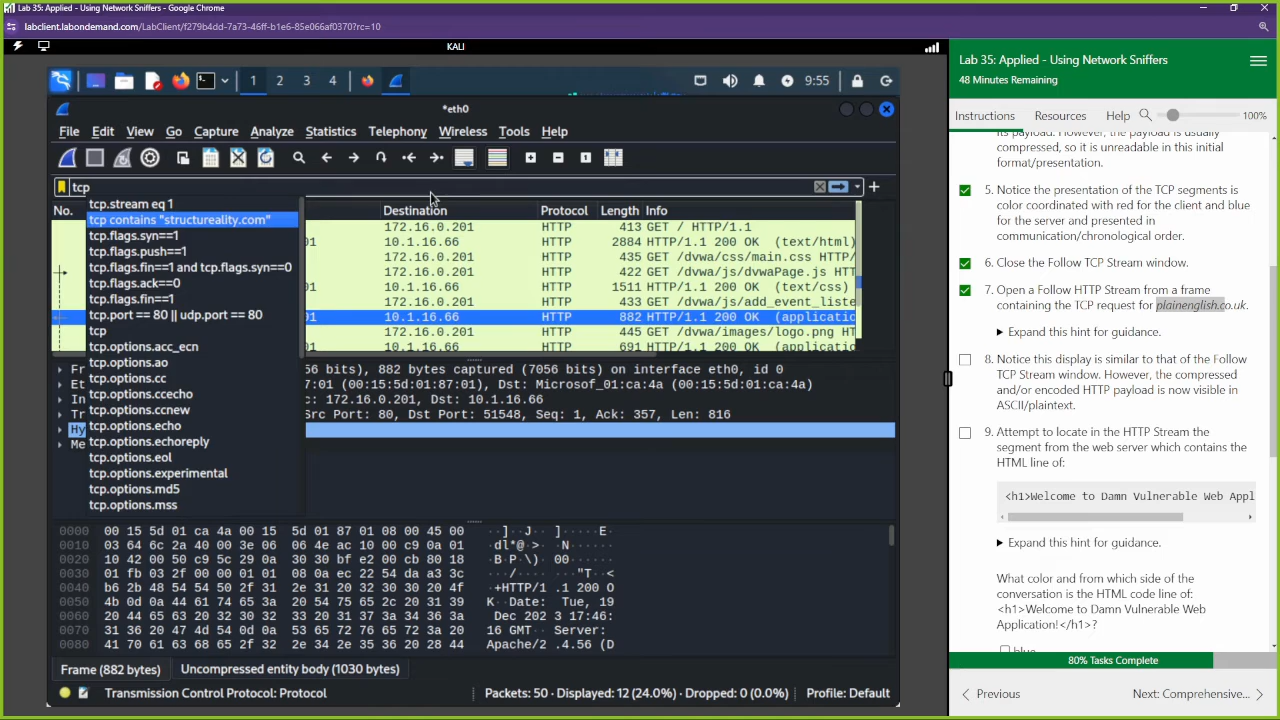 Lab 35: Applied - Using Network Sniffers - Google Chrome
labclient.labondemand.com/LabClient/f279b4dd-7a73-46ff-b1e6-85e066af0370?rc=10
KALI
1 2 3 4
9:55
*eth0
File Edit View Go Capture Analyze Statistics Telephony Wireless Tools Help
tcp
No. Destination Protocol Length Info
tcp.stream eq 1
tcp contains "structureality.com"
tcp.flags.syn==1
tcp.flags.push==1
tcp.flags.fin==1 and tcp.flags.syn==0
tcp.flags.ack==0
tcp.flags.fin==1
tcp.port == 80 || udp.port == 80
tcp
tcp.options.acc_ecn
tcp.options.ao
tcp.options.cc
tcp.options.ccecho
tcp.options.ccnew
tcp.options.echo
tcp.options.echoreply
tcp.options.eol
tcp.options.experimental
tcp.options.md5
tcp.options.mss
172.16.0.201 HTTP 413 GET / HTTP/1.1
01 10.1.16.66 HTTP 2884 HTTP/1.1 200 OK (text/html)
172.16.0.201 HTTP 435 GET /dvwa/css/main.css HTTP/
172.16.0.201 HTTP 422 GET /dvwa/js/dvwaPage.js HTT
01 10.1.16.66 HTTP 1511 HTTP/1.1 200 OK (text/css)
172.16.0.201 HTTP 433 GET /dvwa/js/add_event_liste
01 10.1.16.66 HTTP 882 HTTP/1.1 200 OK (applicatio
172.16.0.201 HTTP 445 GET /dvwa/images/logo.png HT
01 10.1.16.66 HTTP 691 HTTP/1.1 200 OK (applicatio
Fr 56 bits), 882 bytes captured (7056 bits) on interface eth0, id 0
Et 7:01 (00:15:5d:01:87:01), Dst: Microsof_01:ca:4a (00:15:5d:01:ca:4a)
In c: 172.16.0.201, Dst: 10.1.16.66
Tr Src Port: 80, Dst Port: 51548, Seq: 1, Ack: 357, Len: 816
Hy
Me
0000 00 15 5d 01 ca 4a 00 15 5d 01 87 01 08 00 45 00 ··]··J·· ]·····E·
0010 03 64 6c 2a 40 00 3e 06 06 4e ac 10 00 c9 0a 01 ·dl*@·>· ·N······
0020 10 42 00 50 c9 5c 29 0a 30 30 bf e2 00 cb 80 18 ·B·P·\)· 00······
0030 01 fb 03 2f 00 00 01 01 08 0a ec 22 54 da a3 3c ···/···· ···"T··<
0040 b6 2b 48 54 54 50 2f 31 2e 31 20 32 30 30 20 4f ·+HTTP/1 .1 200 O
0050 4b 0d 0a 44 61 74 65 3a 20 54 75 65 2c 20 31 39 K··Date: Tue, 19
0060 20 44 65 63 20 32 30 32 33 20 31 37 3a 34 36 3a Dec 202 3 17:46:
0070 31 36 20 47 4d 54 0d 0a 53 65 72 76 65 72 3a 20 16 GMT·· Server:
0080 41 70 61 63 68 65 2f 32 2e 34 2e 35 36 20 28 44 Apache/2 .4.56 (D
Frame (882 bytes) Uncompressed entity body (1030 bytes)
Transmission Control Protocol: Protocol Packets: 50 · Displayed: 12 (24.0%) · Dropped: 0 (0.0%) Profile: Default
Lab 35: Applied - Using Network Sniffers
48 Minutes Remaining
Instructions Resources Help 100%
its payload. However, the payload is usually
compressed, so it is unreadable in this initial
format/presentation.
5. Notice the presentation of the TCP segments is
color coordinated with red for the client and blue
for the server and presented in
communication/chronological order.
6. Close the Follow TCP Stream window.
7. Open a Follow HTTP Stream from a frame
containing the TCP request for plainenglish.co.uk.
Expand this hint for guidance.
8. Notice this display is similar to that of the Follow
TCP Stream window. However, the compressed
and/or encoded HTTP payload is now visible in
ASCII/plaintext.
9. Attempt to locate in the HTTP Stream the
segment from the web server which contains the
HTML line of:
<h1>Welcome to Damn Vulnerable Web Appl
Expand this hint for guidance.
What color and from which side of the
conversation is the HTML code line of:
<h1>Welcome to Damn Vulnerable Web
Application!</h1>?
blue
80% Tasks Complete
Previous Next: Comprehensive...